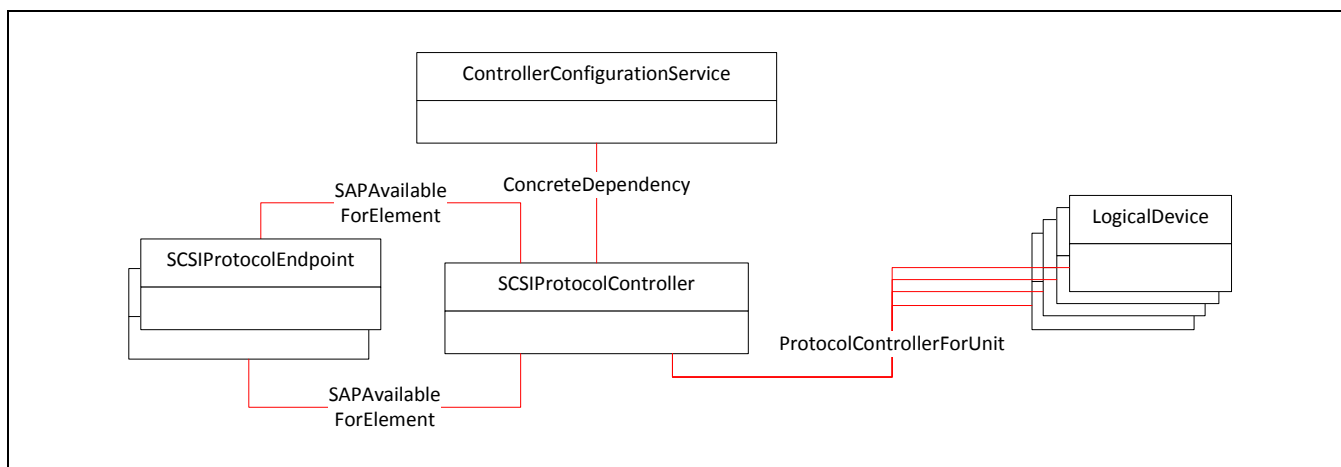 ControllerConfigurationService
ConcreteDependency
SAPAvailable
ForElement
LogicalDevice
SCSIProtocolEndpoint
SCSIProtocolController
ProtocolControllerForUnit
SAPAvailable
ForElement